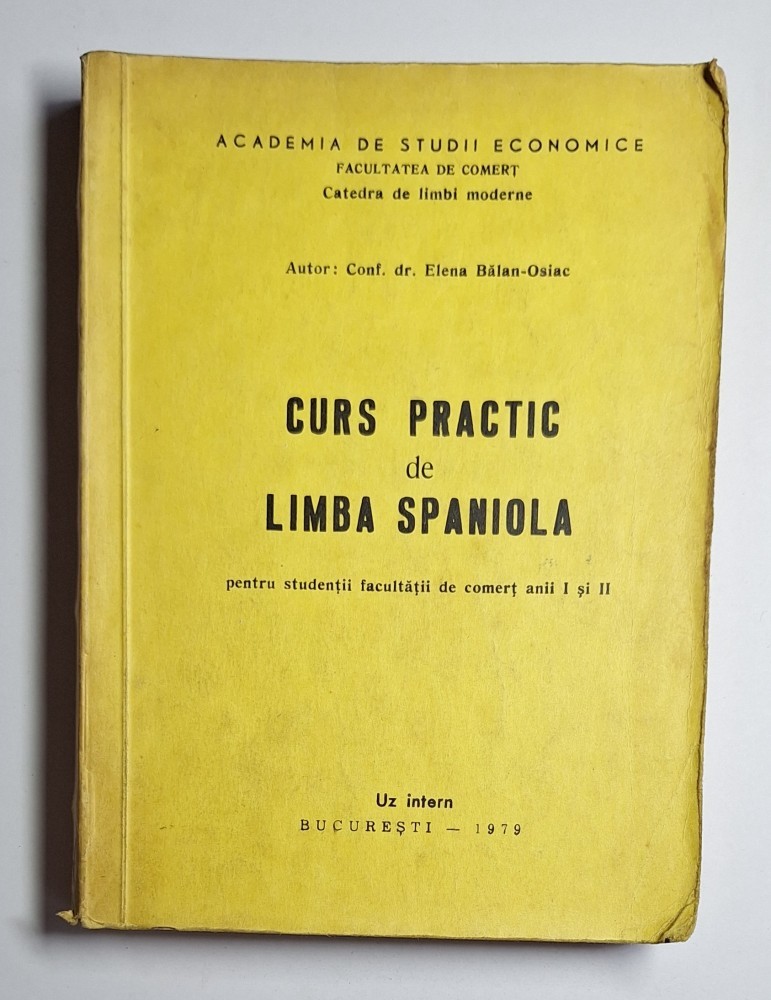 ACADEMIA DE STUDII ECONOMICE
FACULTATEA DE COMERȚ
Catedra de limbi moderne
Autor: Conf. dr. Elena Bălan-Osiac
CURS PRACTIC
de
LIMBA SPANIOLA
pentru studenții facultății de comerț anii I și II
Uz intern
BUCUREȘTI — 1979